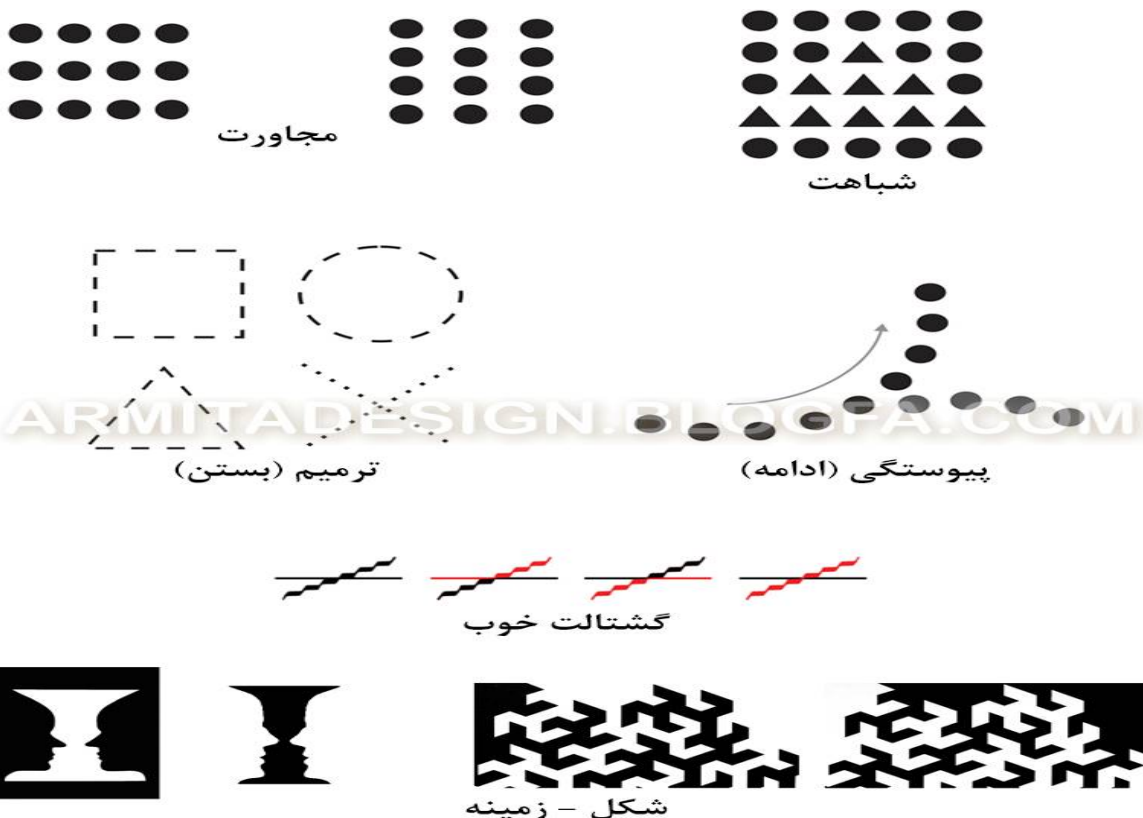 مجاورت
شباهت
ARMITADESIGN.BLOGFA.COM
ترمیم (بستن)
پیوستگی (ادامه)
گشتالت خوب
شکل - زمینه